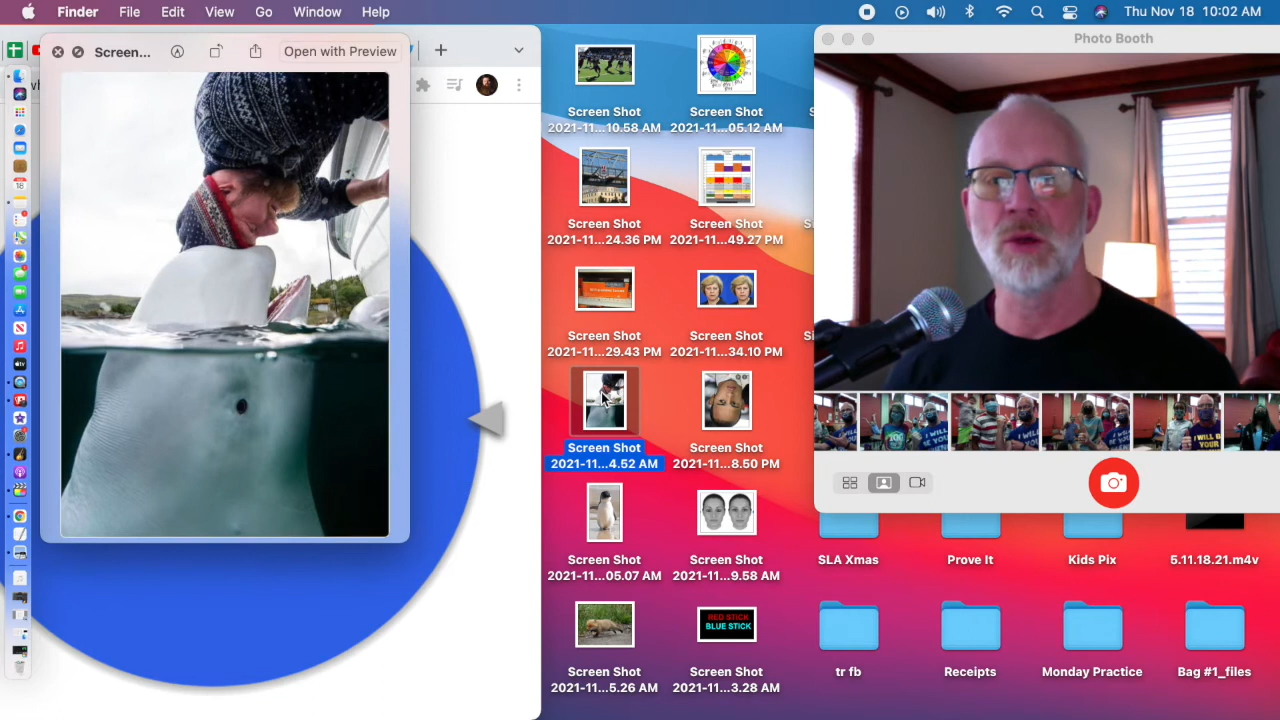 Finder File Edit View Go Window Help
Thu Nov 18 10:02 AM
Screen... Open with Preview
Photo Booth
Screen Shot
2021-11...10.58 AM
Screen Shot
2021-11...05.12 AM
Screen Shot
2021-11...24.36 PM
Screen Shot
2021-11...49.27 PM
Screen Shot
2021-11...29.43 PM
Screen Shot
2021-11...34.10 PM
Screen Shot
2021-11...4.52 AM
Screen Shot
2021-11...8.50 PM
Screen Shot
2021-11...05.07 AM
Screen Shot
2021-11...9.58 AM
RED STICK
BLUE STICK
Screen Shot
2021-11...5.26 AM
Screen Shot
2021-11...3.28 AM
SLA Xmas
Prove It
Kids Pix
5.11.18.21.m4v
tr fb
Receipts
Monday Practice
Bag #1_files